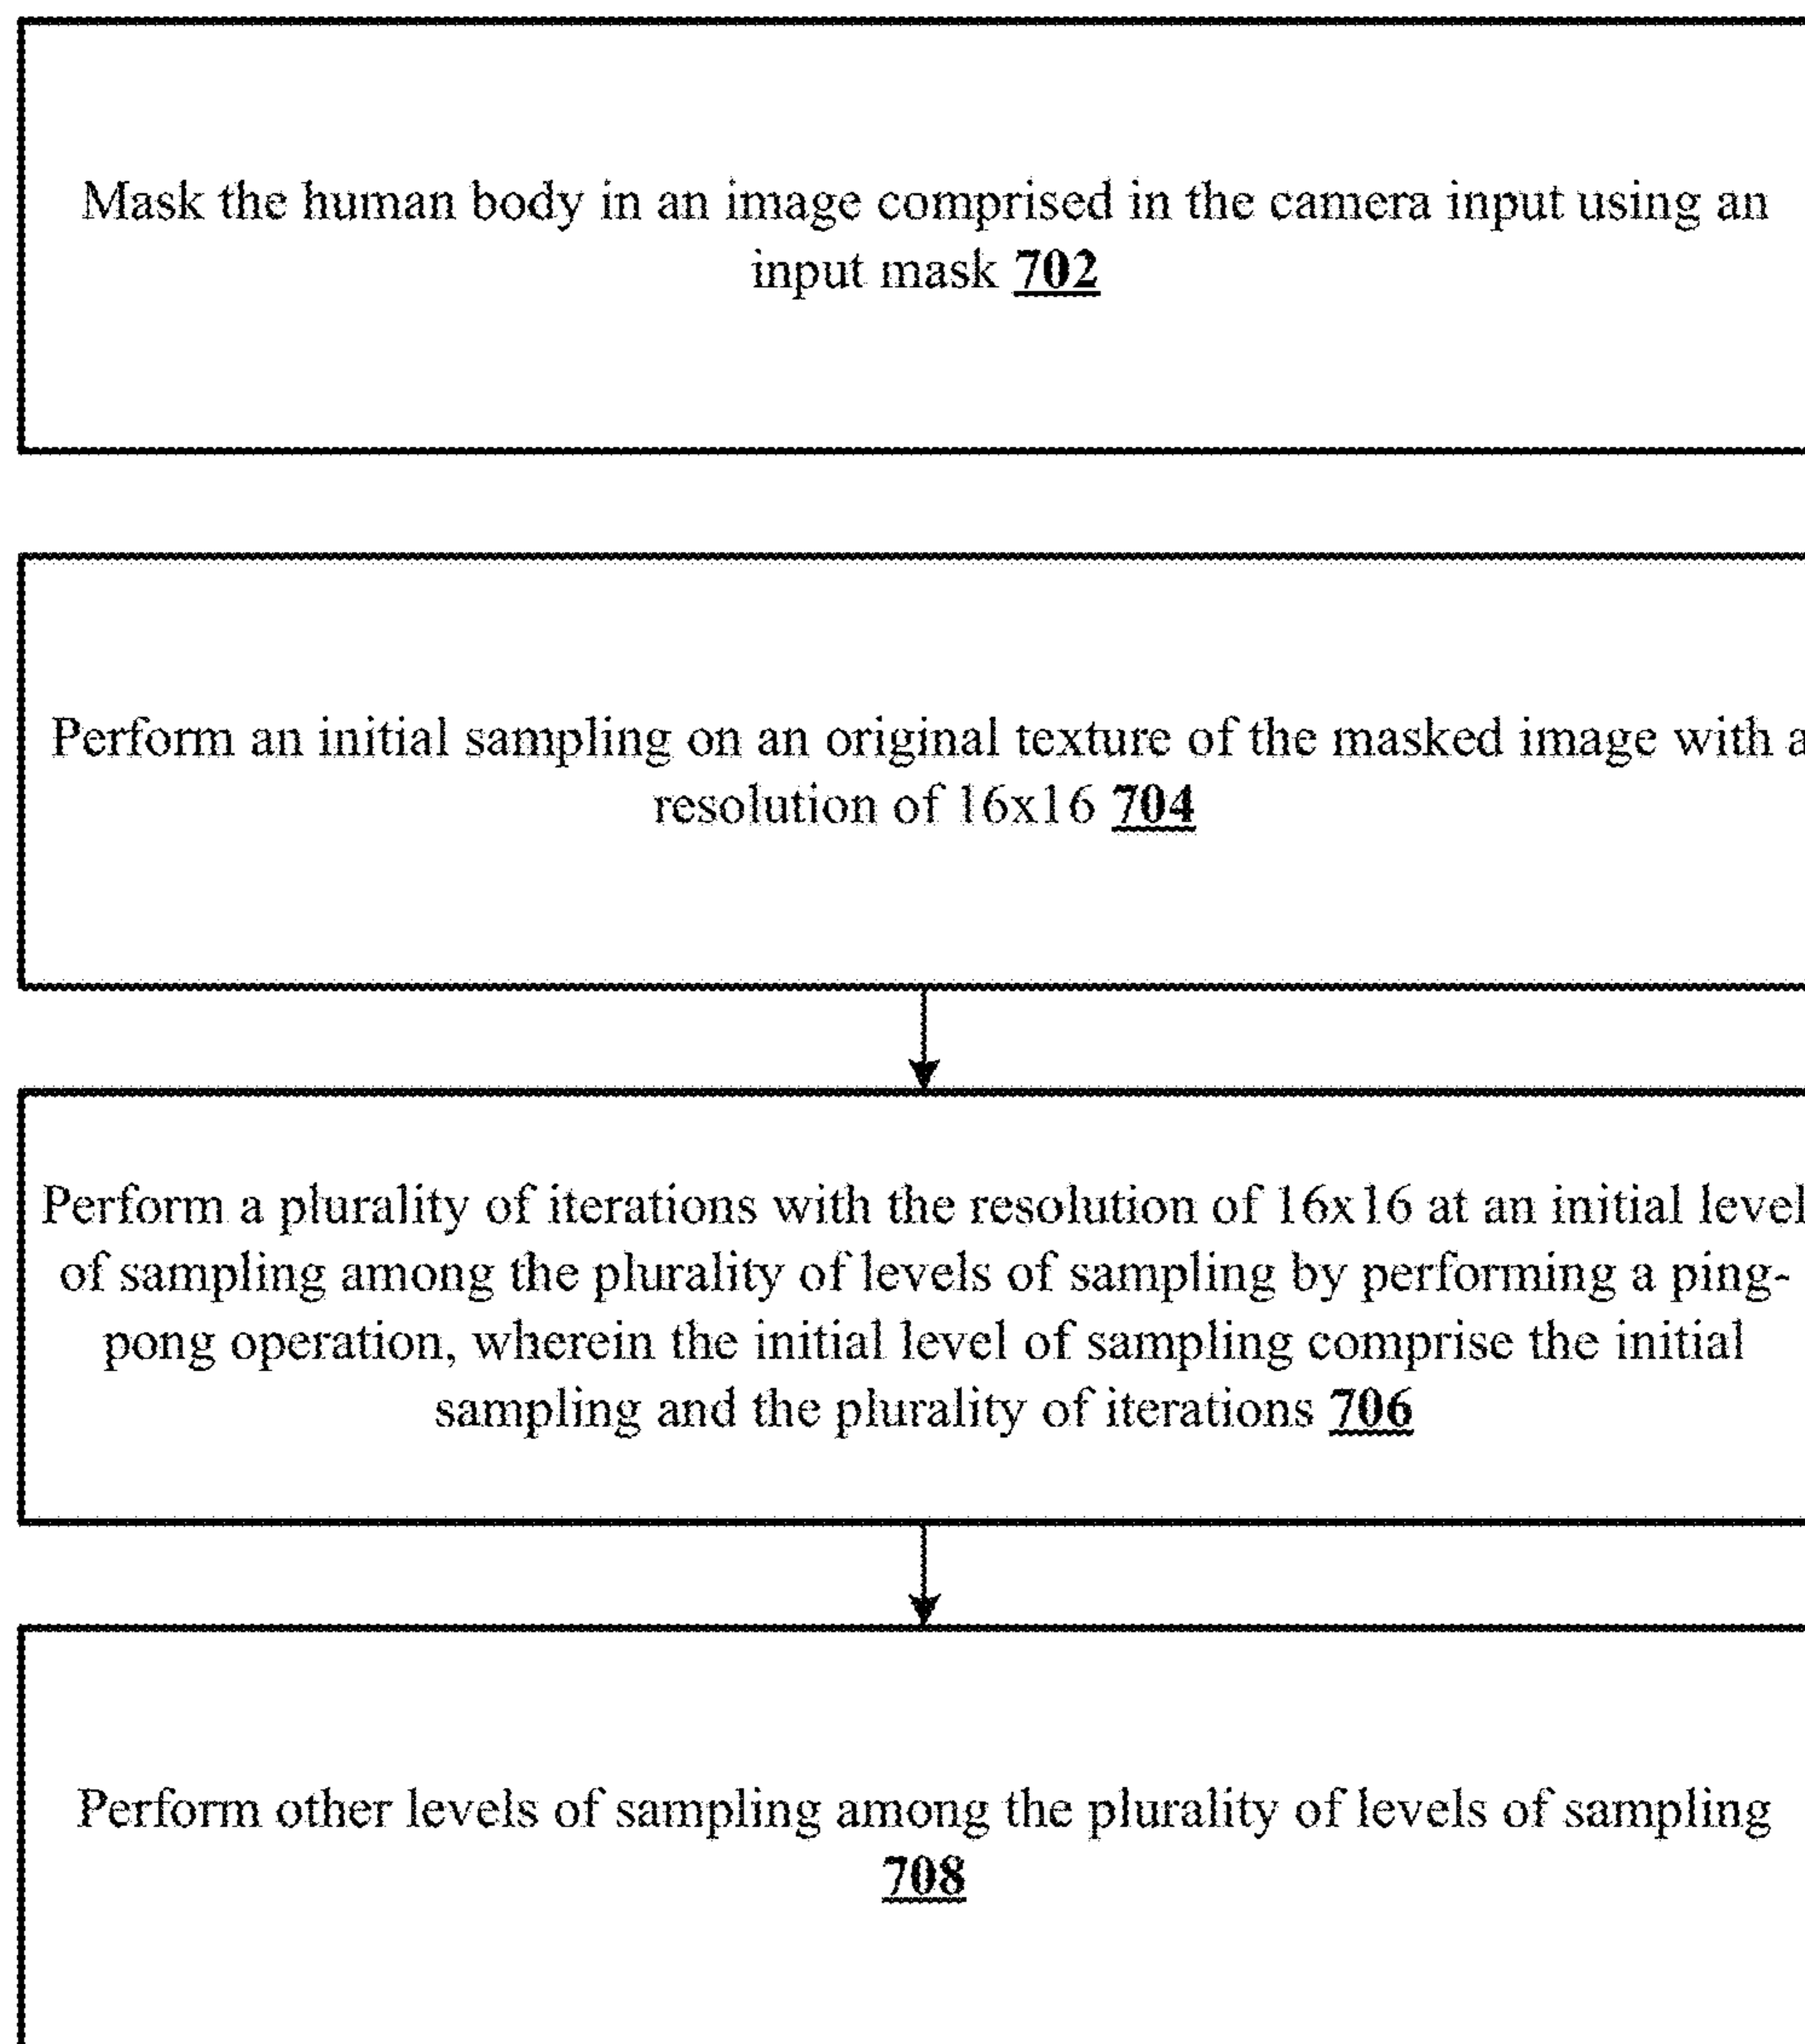 Mask the human body in an image comprised in the camera input using an
input mask 702
Perform an initial sampling on an original texture of the masked image with a
resolution of 16x16 704
Perform a plurality of iterations with the resolution of 16x16 at an initial level
of sampling among the plurality of levels of sampling by performing a ping-
pong operation, wherein the initial level of sampling comprise the initial
sampling and the plurality of iterations 706
Perform other levels of sampling among the plurality of levels of sampling
708